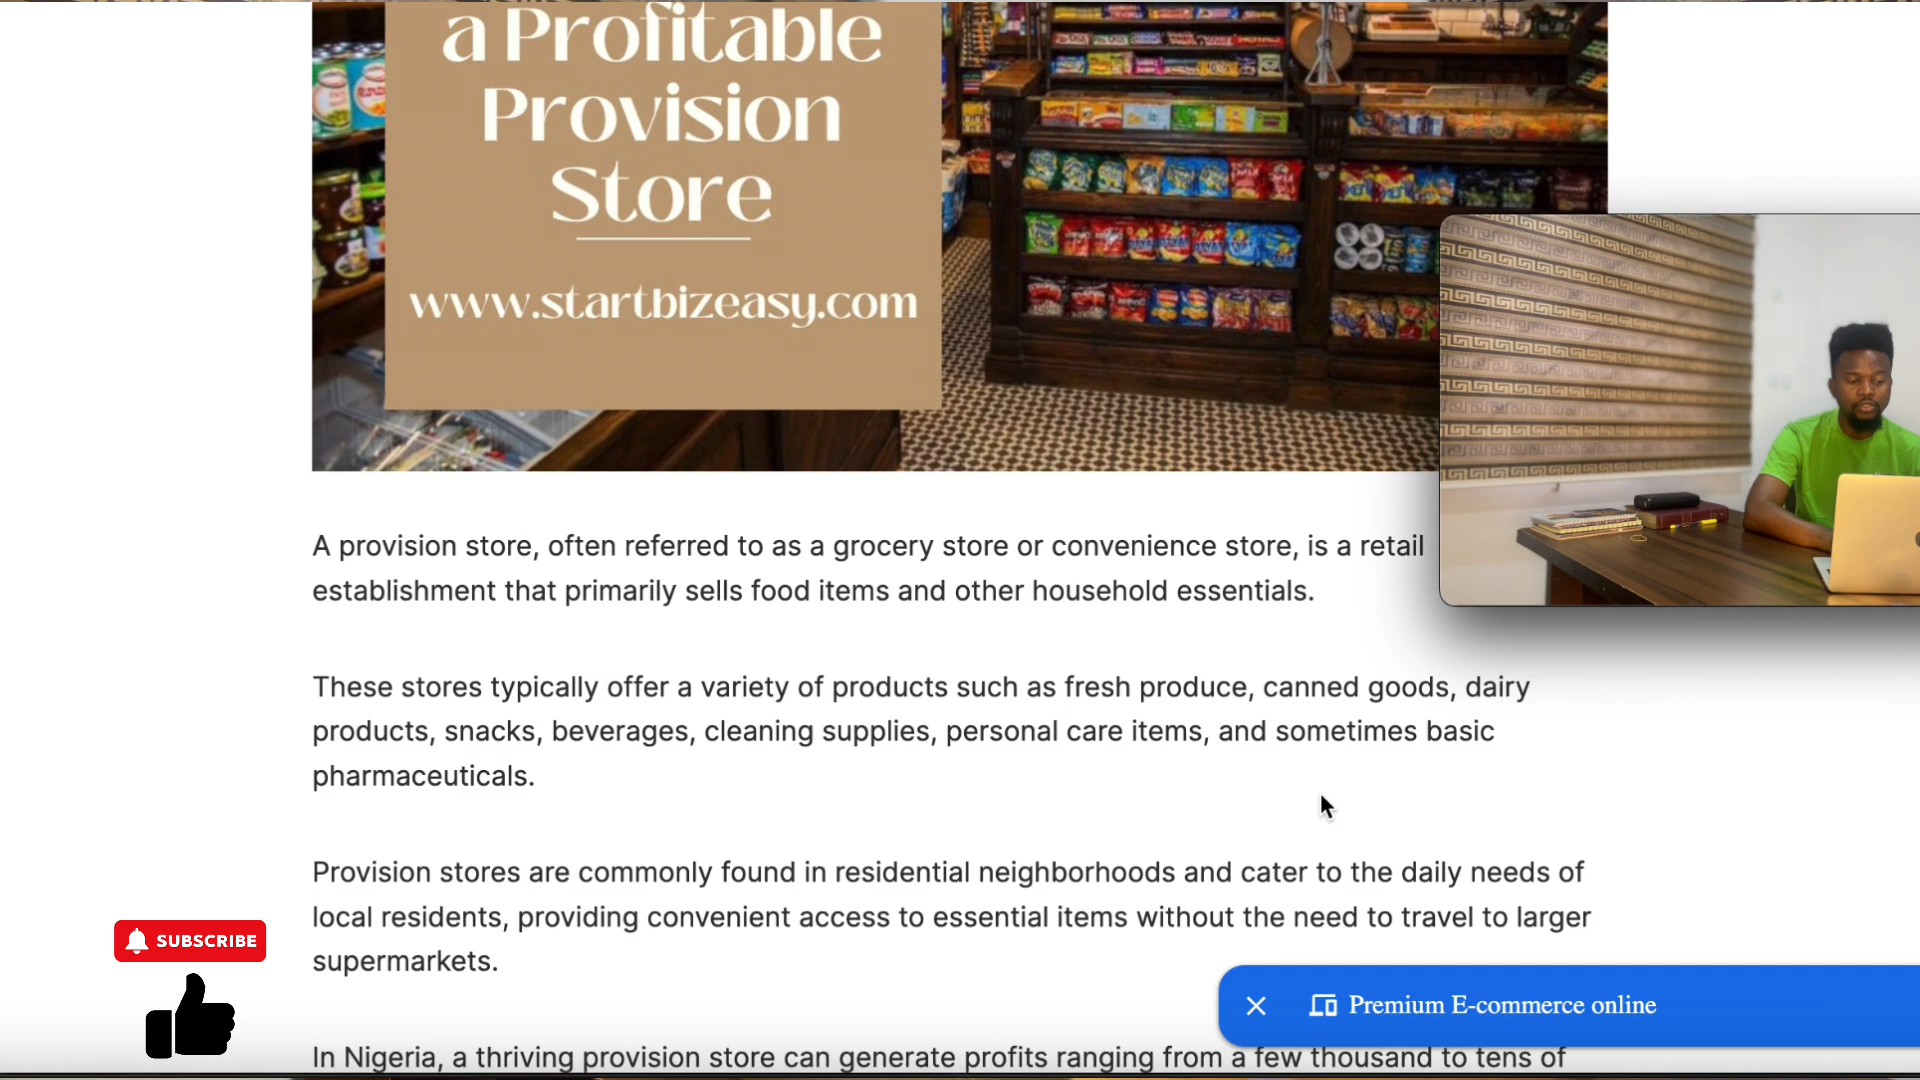 a Profitable
Provision
Store
www.startbizeasy.com
A provision store, often referred to as a grocery store or convenience store, is a retail
establishment that primarily sells food items and other household essentials.
These stores typically offer a variety of products such as fresh produce, canned goods, dairy
products, snacks, beverages, cleaning supplies, personal care items, and sometimes basic
pharmaceuticals.
Provision stores are commonly found in residential neighborhoods and cater to the daily needs of
local residents, providing convenient access to essential items without the need to travel to larger
supermarkets.
SUBSCRIBE
Premium E-commerce online
In Nigeria, a thriving provision store can generate profits ranging from a few thousand to tens of